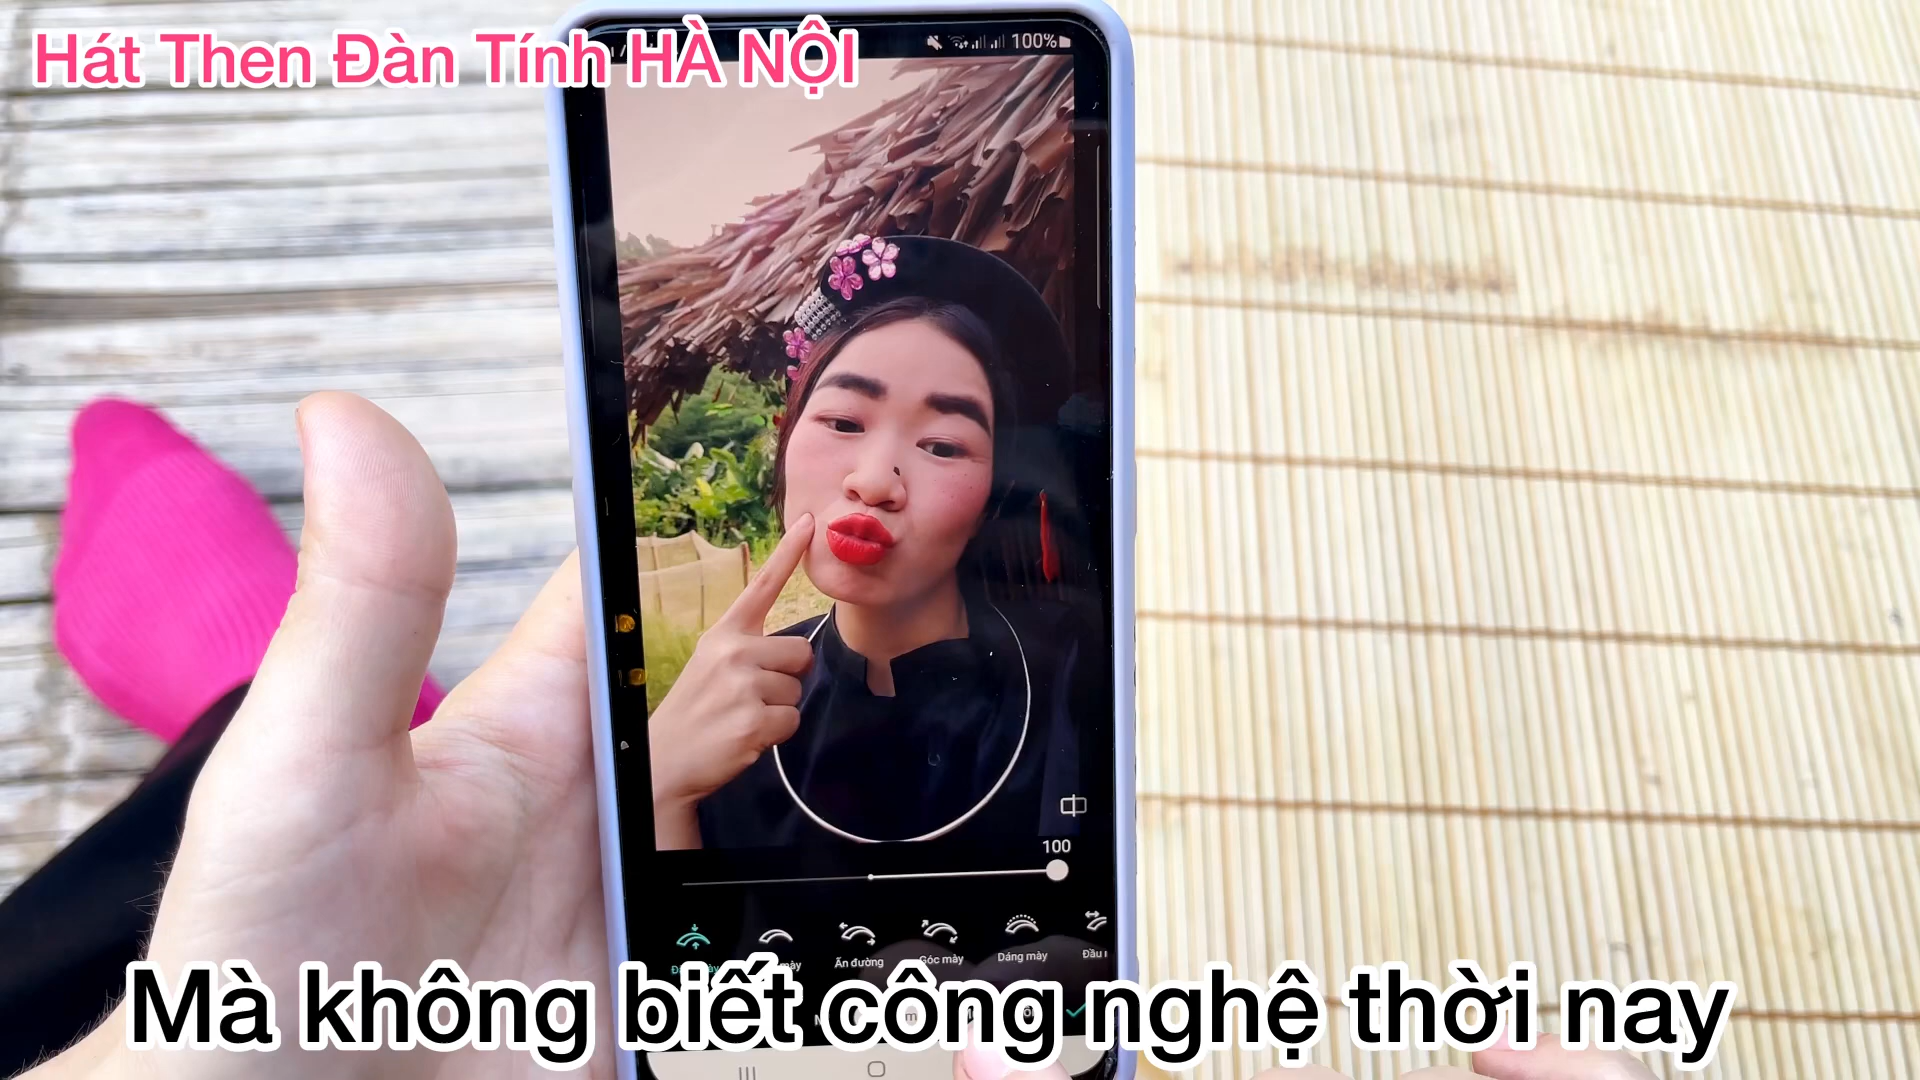 Hát Then Đàn Tính HÀ NỘI
100%
100
Ấn đường
Góc mày
Dáng mày
Mà không biết công nghệ thời nay